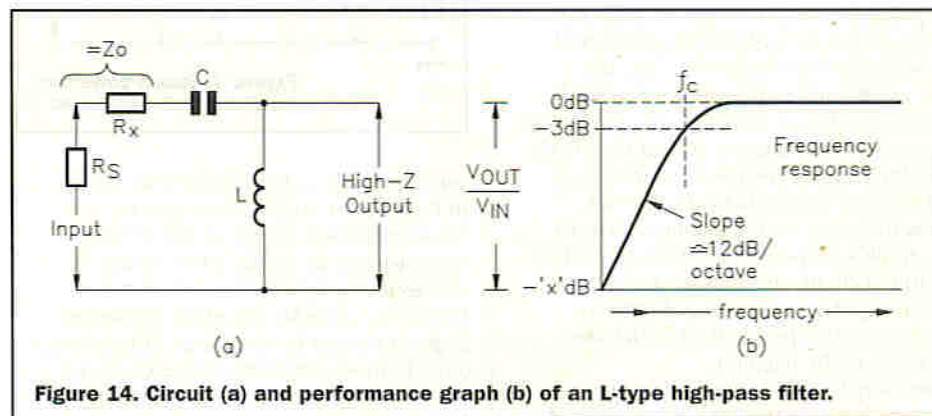 =Zo
C
RX
RS
L
Input
High-Z
Output
(a)
VOUT
VIN
fc
0dB
-3dB
Frequency
response
Slope
≃12dB/
octave
-'x'dB
frequency
(b)
Figure 14. Circuit (a) and performance graph (b) of an L-type high-pass filter.